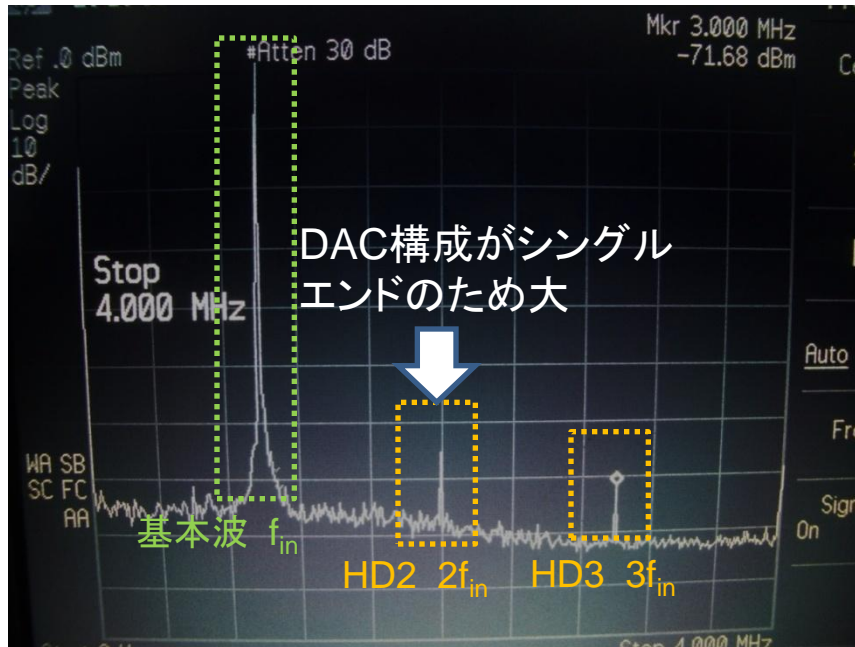 Mkr 3.000 MHz
Ref .0 dBm
#Atten 30 dB
-71.68 dBm
Peak
Log
10
dB/
DAC構成がシングル
エンドのため大
Stop
4.000 MHz
Auto
WA SB
SC FC
AA
On
基本波 fin
HD2 2fin
HD3 3fin
Stop 4.000 MHz